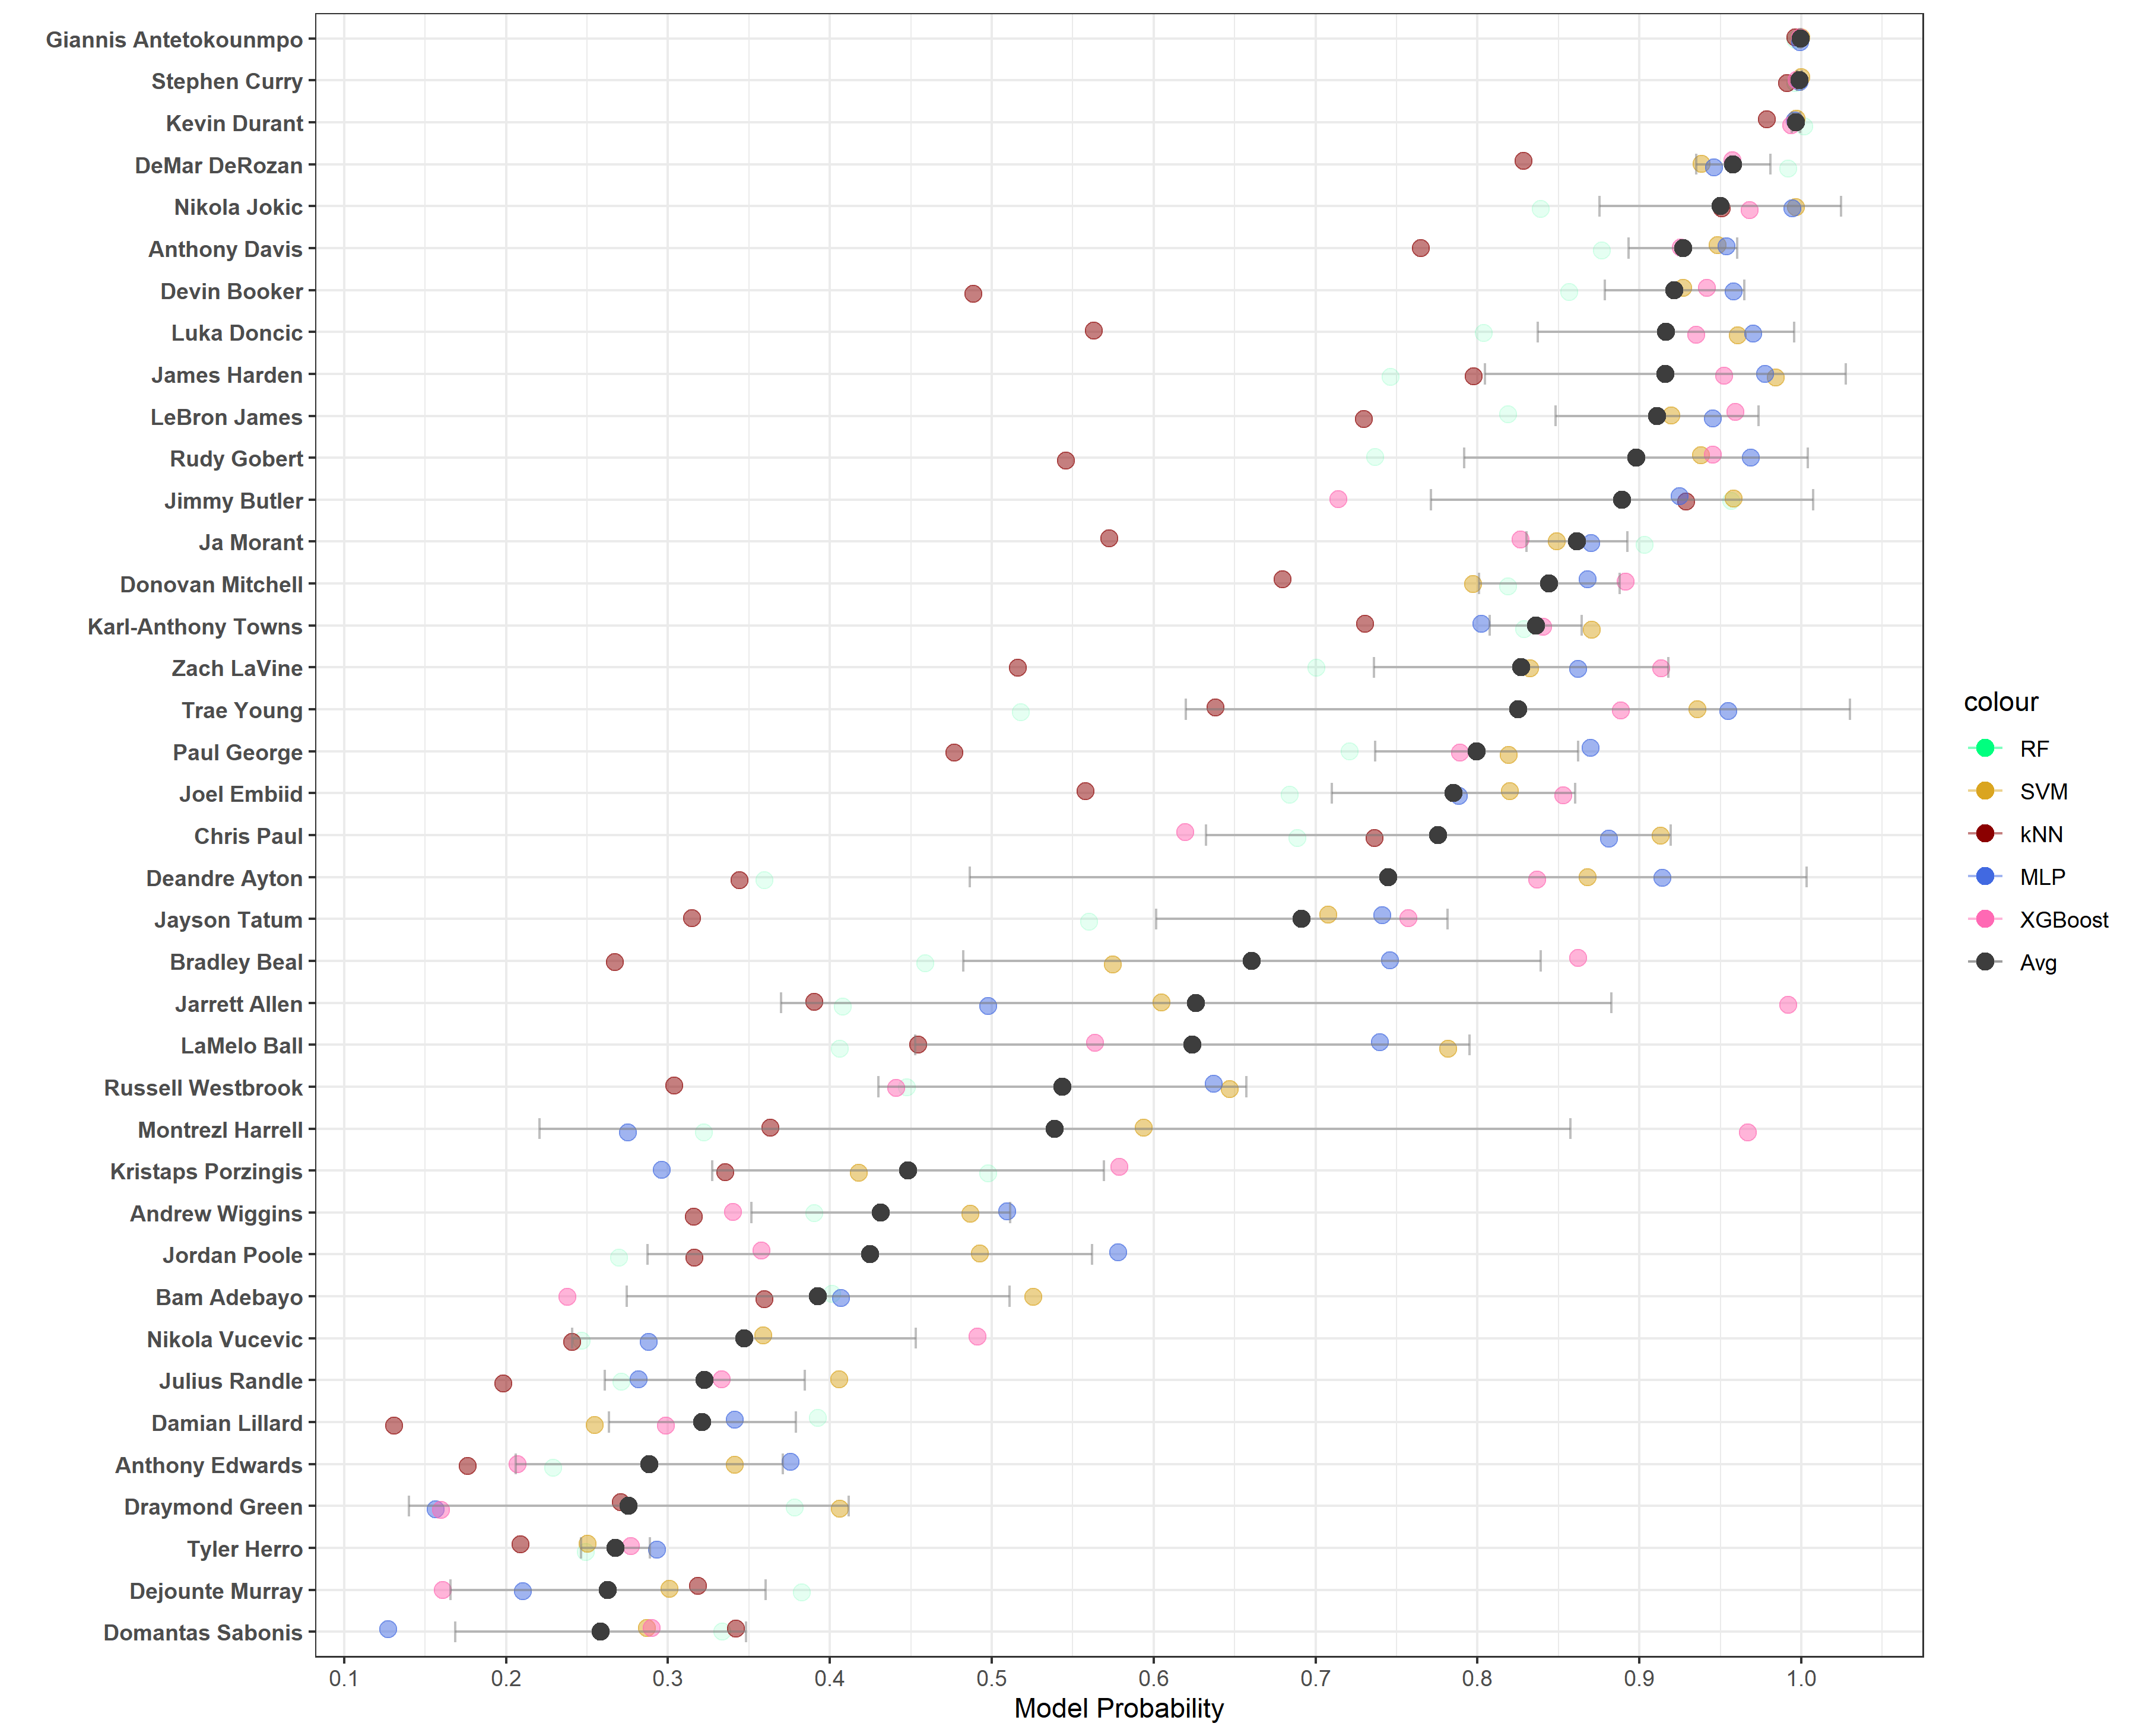 Giannis Antetokounmpo
Stephen Curry
Kevin Durant
DeMar DeRozan
Nikola Jokic
Anthony Davis
Devin Booker
Luka Doncic
James Harden
LeBron James
Rudy Gobert
Jimmy Butler
Ja Morant
Donovan Mitchell
Karl-Anthony Towns
Zach LaVine
Trae Young
Paul George
Joel Embiid
Chris Paul
Deandre Ayton
Jayson Tatum
Bradley Beal
Jarrett Allen
LaMelo Ball
Russell Westbrook
Montrezl Harrell
Kristaps Porzingis
Andrew Wiggins
Jordan Poole
Bam Adebayo
Nikola Vucevic
Julius Randle
Damian Lillard
Anthony Edwards
Draymond Green
Tyler Herro
Dejounte Murray
Domantas Sabonis
0.1 0.2 0.3 0.4 0.5 0.6 0.7 0.8 0.9 1.0
Model Probability
colour
RF
SVM
kNN
MLP
XGBoost
Avg